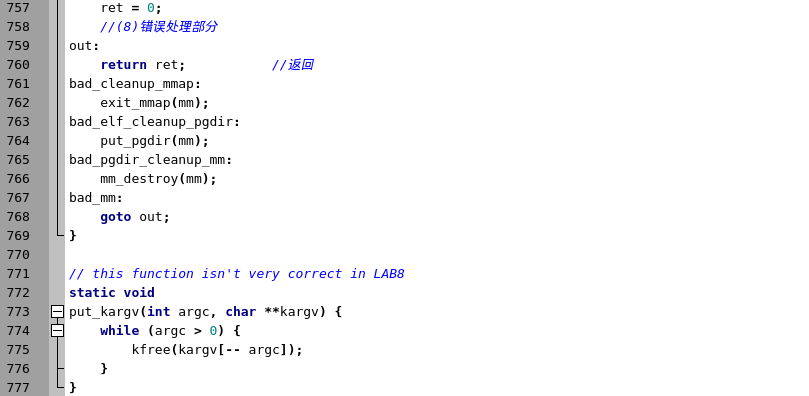 757 ret = 0;
758 //(8)错误处理部分
759 out:
760 return ret; //返回
761 bad_cleanup_mmap:
762 exit_mmap(mm);
763 bad_elf_cleanup_pgdir:
764 put_pgdir(mm);
765 bad_pgdir_cleanup_mm:
766 mm_destroy(mm);
767 bad_mm:
768 goto out;
769 }
770
771 // this function isn't very correct in LAB8
772 static void
773 put_kargv(int argc, char **kargv) {
774 while (argc > 0) {
775 kfree(kargv[-- argc]);
776 }
777 }